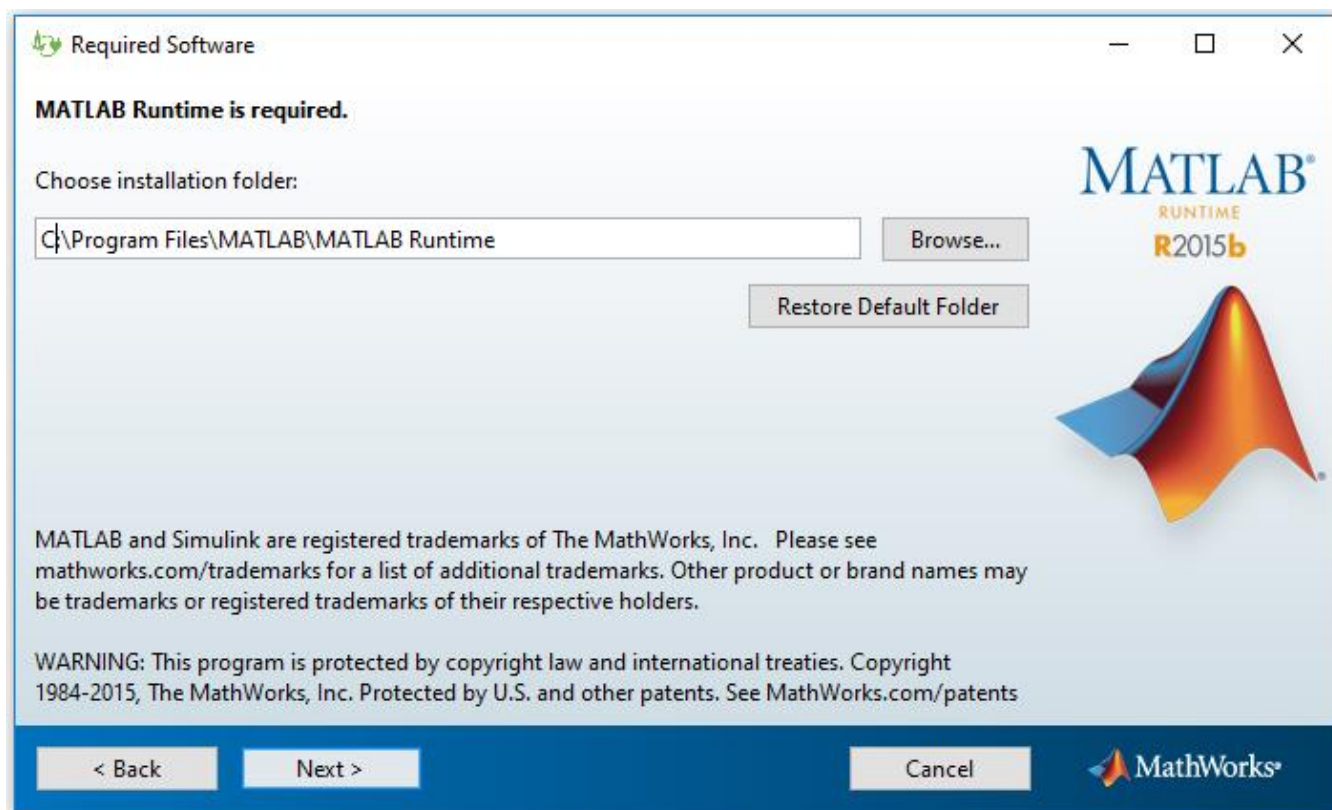 Required Software
MATLAB Runtime is required.
Choose installation folder:
C:\Program Files\MATLAB\MATLAB Runtime
Browse...
Restore Default Folder
MATLAB®
RUNTIME
R2015b
®
MATLAB and Simulink are registered trademarks of The MathWorks, Inc.   Please see
mathworks.com/trademarks for a list of additional trademarks. Other product or brand names may
be trademarks or registered trademarks of their respective holders.
WARNING: This program is protected by copyright law and international treaties. Copyright
1984-2015, The MathWorks, Inc. Protected by U.S. and other patents. See MathWorks.com/patents
< Back
Next >
Cancel
MathWorks®